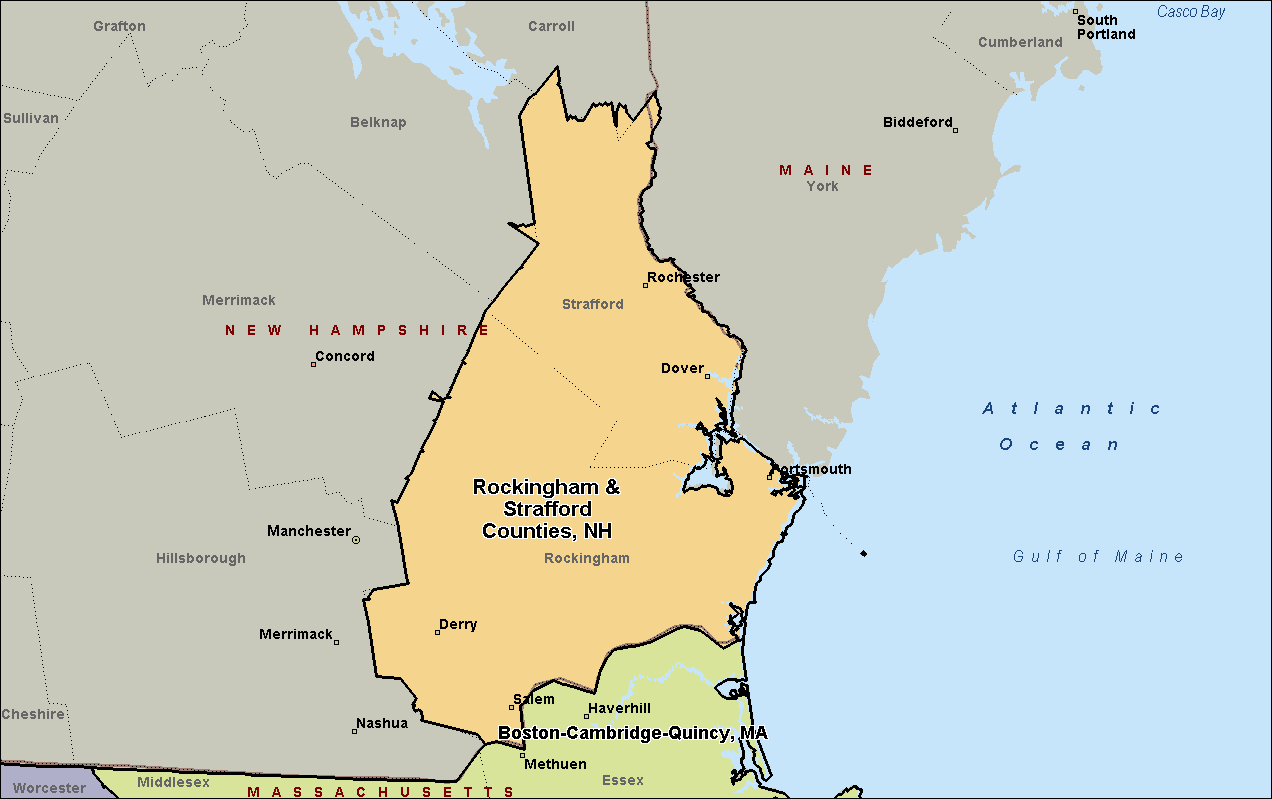 Casco Bay
South
Portland
Grafton
Carroll
Cumberland
Sullivan
Belknap
Biddeford
MAINE
York
Rochester
Merrimack
Strafford
NEW HAMPSHIRE
Concord
Dover
Atlantic
Ocean
Portsmouth
Rockingham &
Strafford
Counties, NH
Manchester
Hillsborough
Rockingham
Gulf of Maine
Derry
Merrimack
Salem
Haverhill
Cheshire
Nashua
Boston-Cambridge-Quincy, MA
Methuen
Middlesex
Essex
Worcester
MASSACHUSETTS